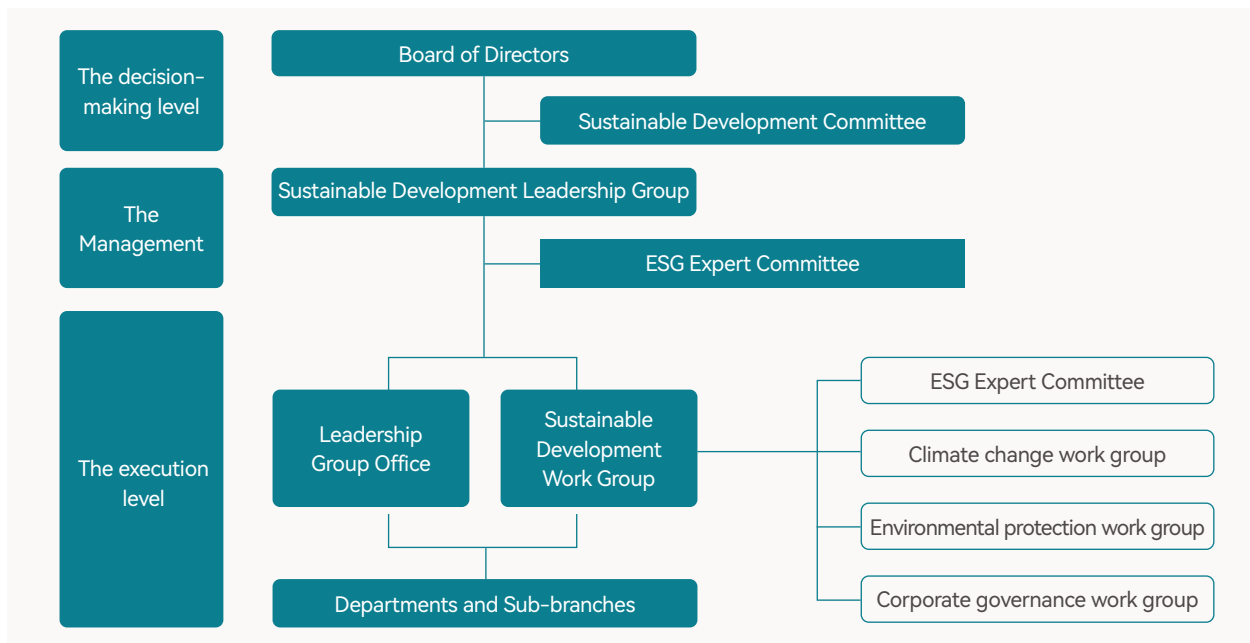 The decision-
making level
Board of Directors
Sustainable Development Committee
The
Management
Sustainable Development Leadership Group
ESG Expert Committee
The execution
level
Leadership
Group Office
Sustainable
Development
Work Group
Departments and Sub-branches
ESG Expert Committee
Climate change work group
Environmental protection work group
Corporate governance work group